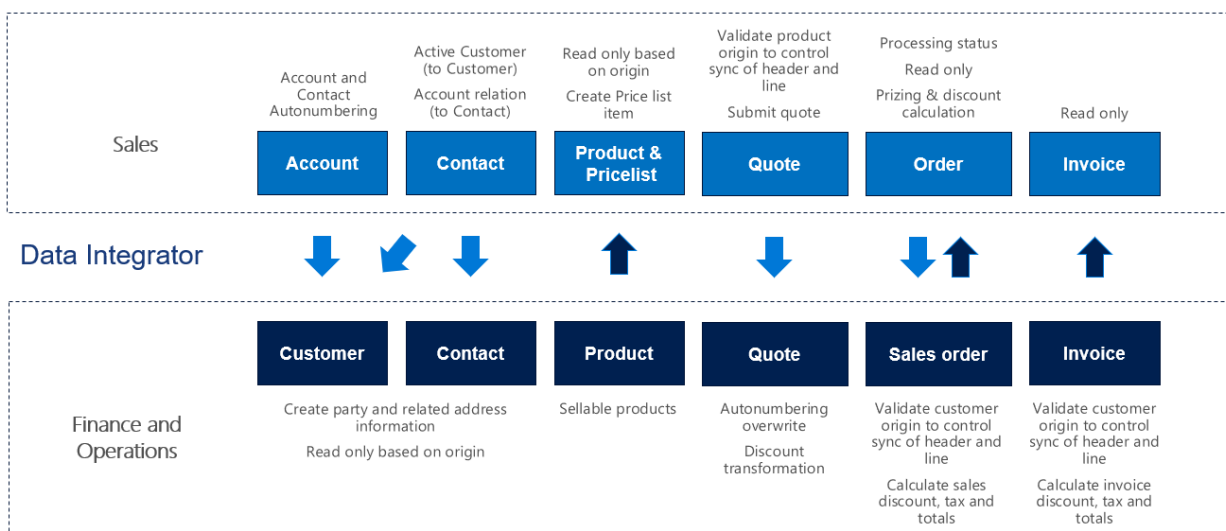 Sales
Account and
Contact
Autonumbering
Account
Active Customer
(to Customer)
Account relation
(to Contact)
Contact
Read only based
on origin
Create Price list
item
Product &
Pricelist
Validate product
origin to control
sync of header and
line
Submit quote
Quote
Processing status
Read only
Prizing & discount
calculation
Order
Read only
Invoice
Data Integrator
Finance and
Operations
Customer
Contact
Create party and related address
information
Read only based on origin
Product
Sellable products
Quote
Autonumbering
overwrite
Discount
transformation
Sales order
Validate customer
origin to control
sync of header and
line
Calculate sales
discount, tax and
totals
Invoice
Validate customer
origin to control
sync of header and
line
Calculate invoice
discount, tax and
totals